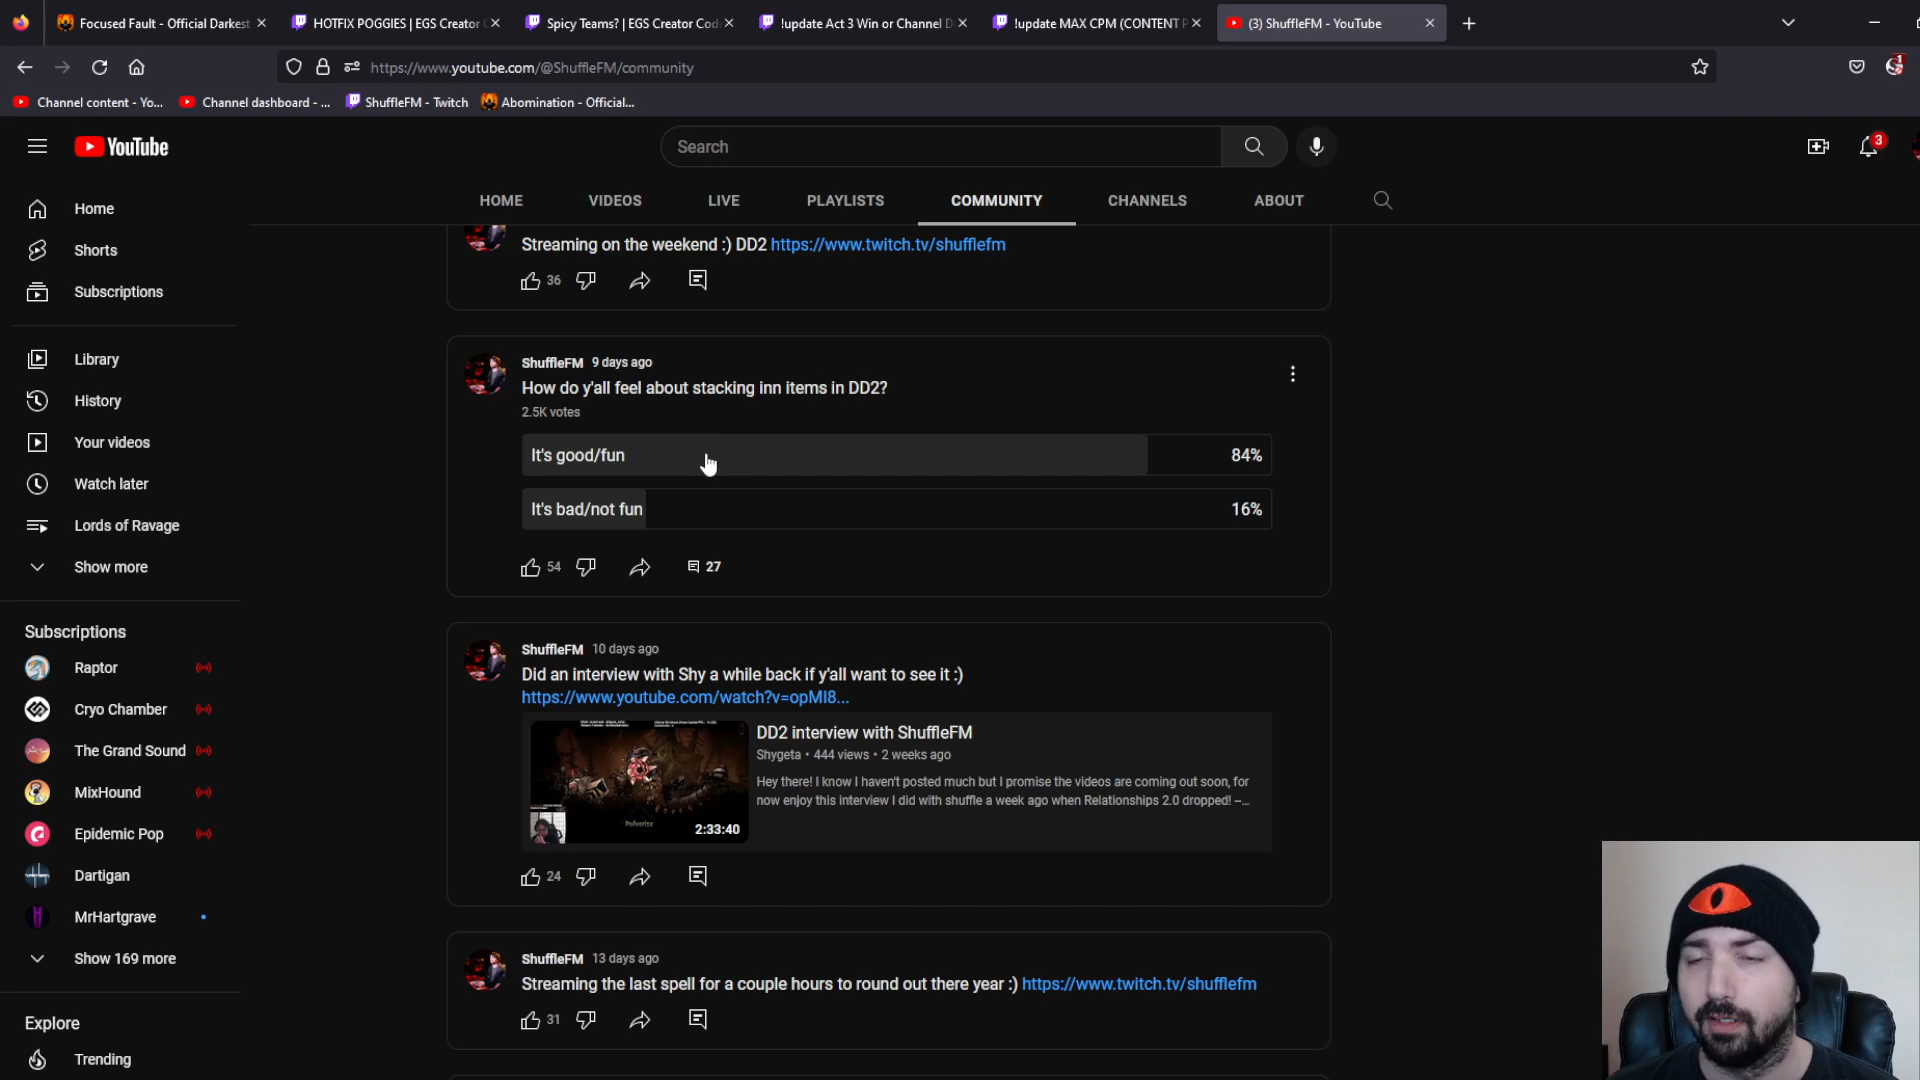 Focused Fault - Official Darkest
HOTFIX POGGIES | EGS Creator C
Spicy Teams? | EGS Creator Cod
!update Act 3 Win or Channel D
!update MAX CPM (CONTENT P
(3) ShuffleFM - YouTube
https://www.youtube.com/@ShuffleFM/community
1
Channel content - Yo...
Channel dashboard - ...
ShuffleFM - Twitch
Abomination - Official...
YouTube
Search
3
HOME
VIDEOS
LIVE
PLAYLISTS
COMMUNITY
CHANNELS
ABOUT
Home
Shorts
Subscriptions
Library
History
Your videos
Watch later
Lords of Ravage
Show more
Subscriptions
Raptor
Cryo Chamber
The Grand Sound
MixHound
Epidemic Pop
Dartigan
MrHartgrave
Show 169 more
Explore
Trending
Streaming on the weekend :) DD2 https://www.twitch.tv/shufflefm
36
ShuffleFM 9 days ago
How do y'all feel about stacking inn items in DD2?
2.5K votes
It's good/fun 84%
It's bad/not fun 16%
54 27
ShuffleFM 10 days ago
Did an interview with Shy a while back if y'all want to see it :)
https://www.youtube.com/watch?v=opMI8...
Pulverize
2:33:40
DD2 interview with ShuffleFM
Shygeta • 444 views • 2 weeks ago
Hey there! I know I haven't posted much but I promise the videos are coming out soon, for
now enjoy this interview I did with shuffle a week ago when Relationships 2.0 dropped! --...
24
ShuffleFM 13 days ago
Streaming the last spell for a couple hours to round out there year :) https://www.twitch.tv/shufflefm
31